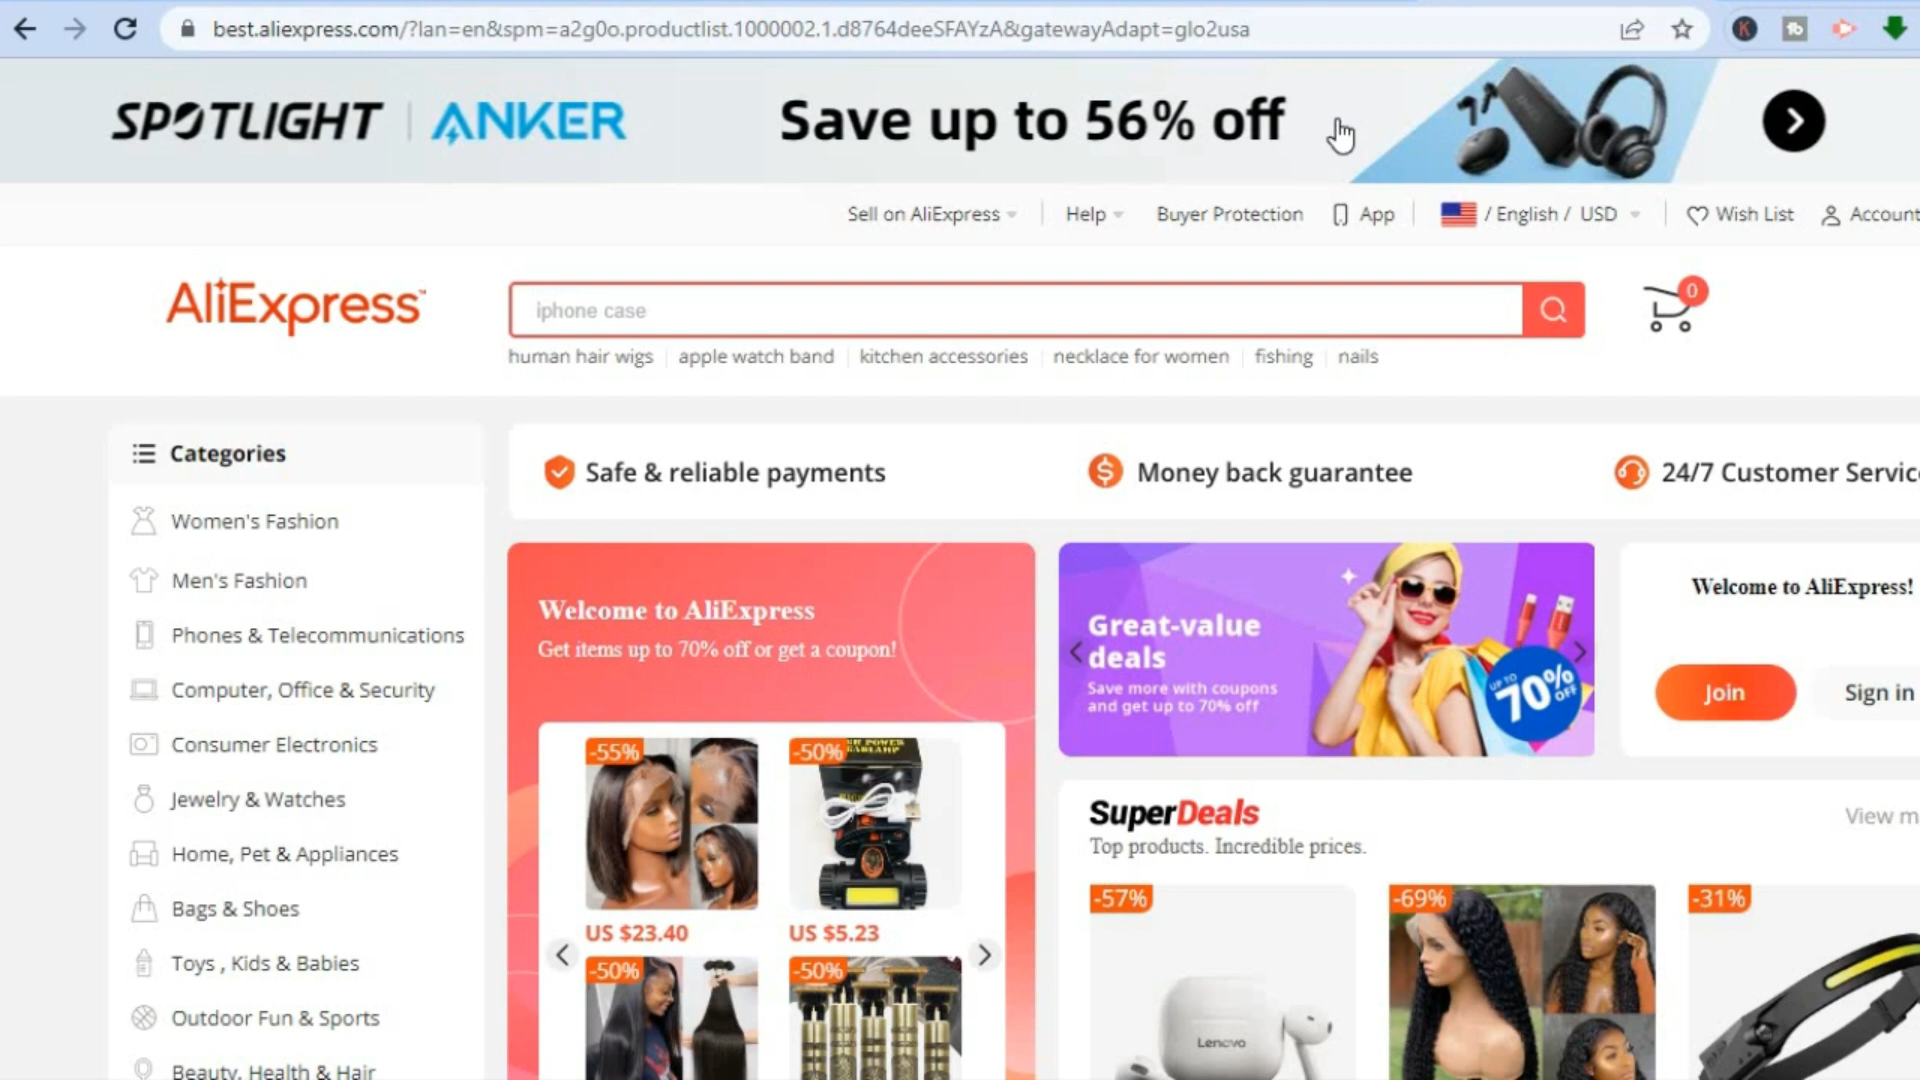 best.aliexpress.com/?lan=en&spm=a2g0o.productlist.1000002.1.d8764deeSFAYzA&gatewayAdapt=glo2usa
SPOTLIGHT | ANKER Save up to 56% off
Sell on AliExpress Help Buyer Protection App / English / USD Wish List Account
AliExpress™
iphone case
0
human hair wigs apple watch band kitchen accessories necklace for women fishing nails
Categories
Women's Fashion
Men's Fashion
Phones & Telecommunications
Computer, Office & Security
Consumer Electronics
Jewelry & Watches
Home, Pet & Appliances
Bags & Shoes
Toys , Kids & Babies
Outdoor Fun & Sports
Beauty, Health & Hair
Safe & reliable payments
Money back guarantee
24/7 Customer Servic
Welcome to AliExpress
Get items up to 70% off or get a coupon!
-55%
-50%
US $23.40
US $5.23
-50%
-50%
Great-value
deals
Save more with coupons
and get up to 70% off
UP TO
70% OFF
Welcome to AliExpress!
Join
Sign in
SuperDeals
View m
Top products. Incredible prices.
-57%
-69%
-31%
Lenovo